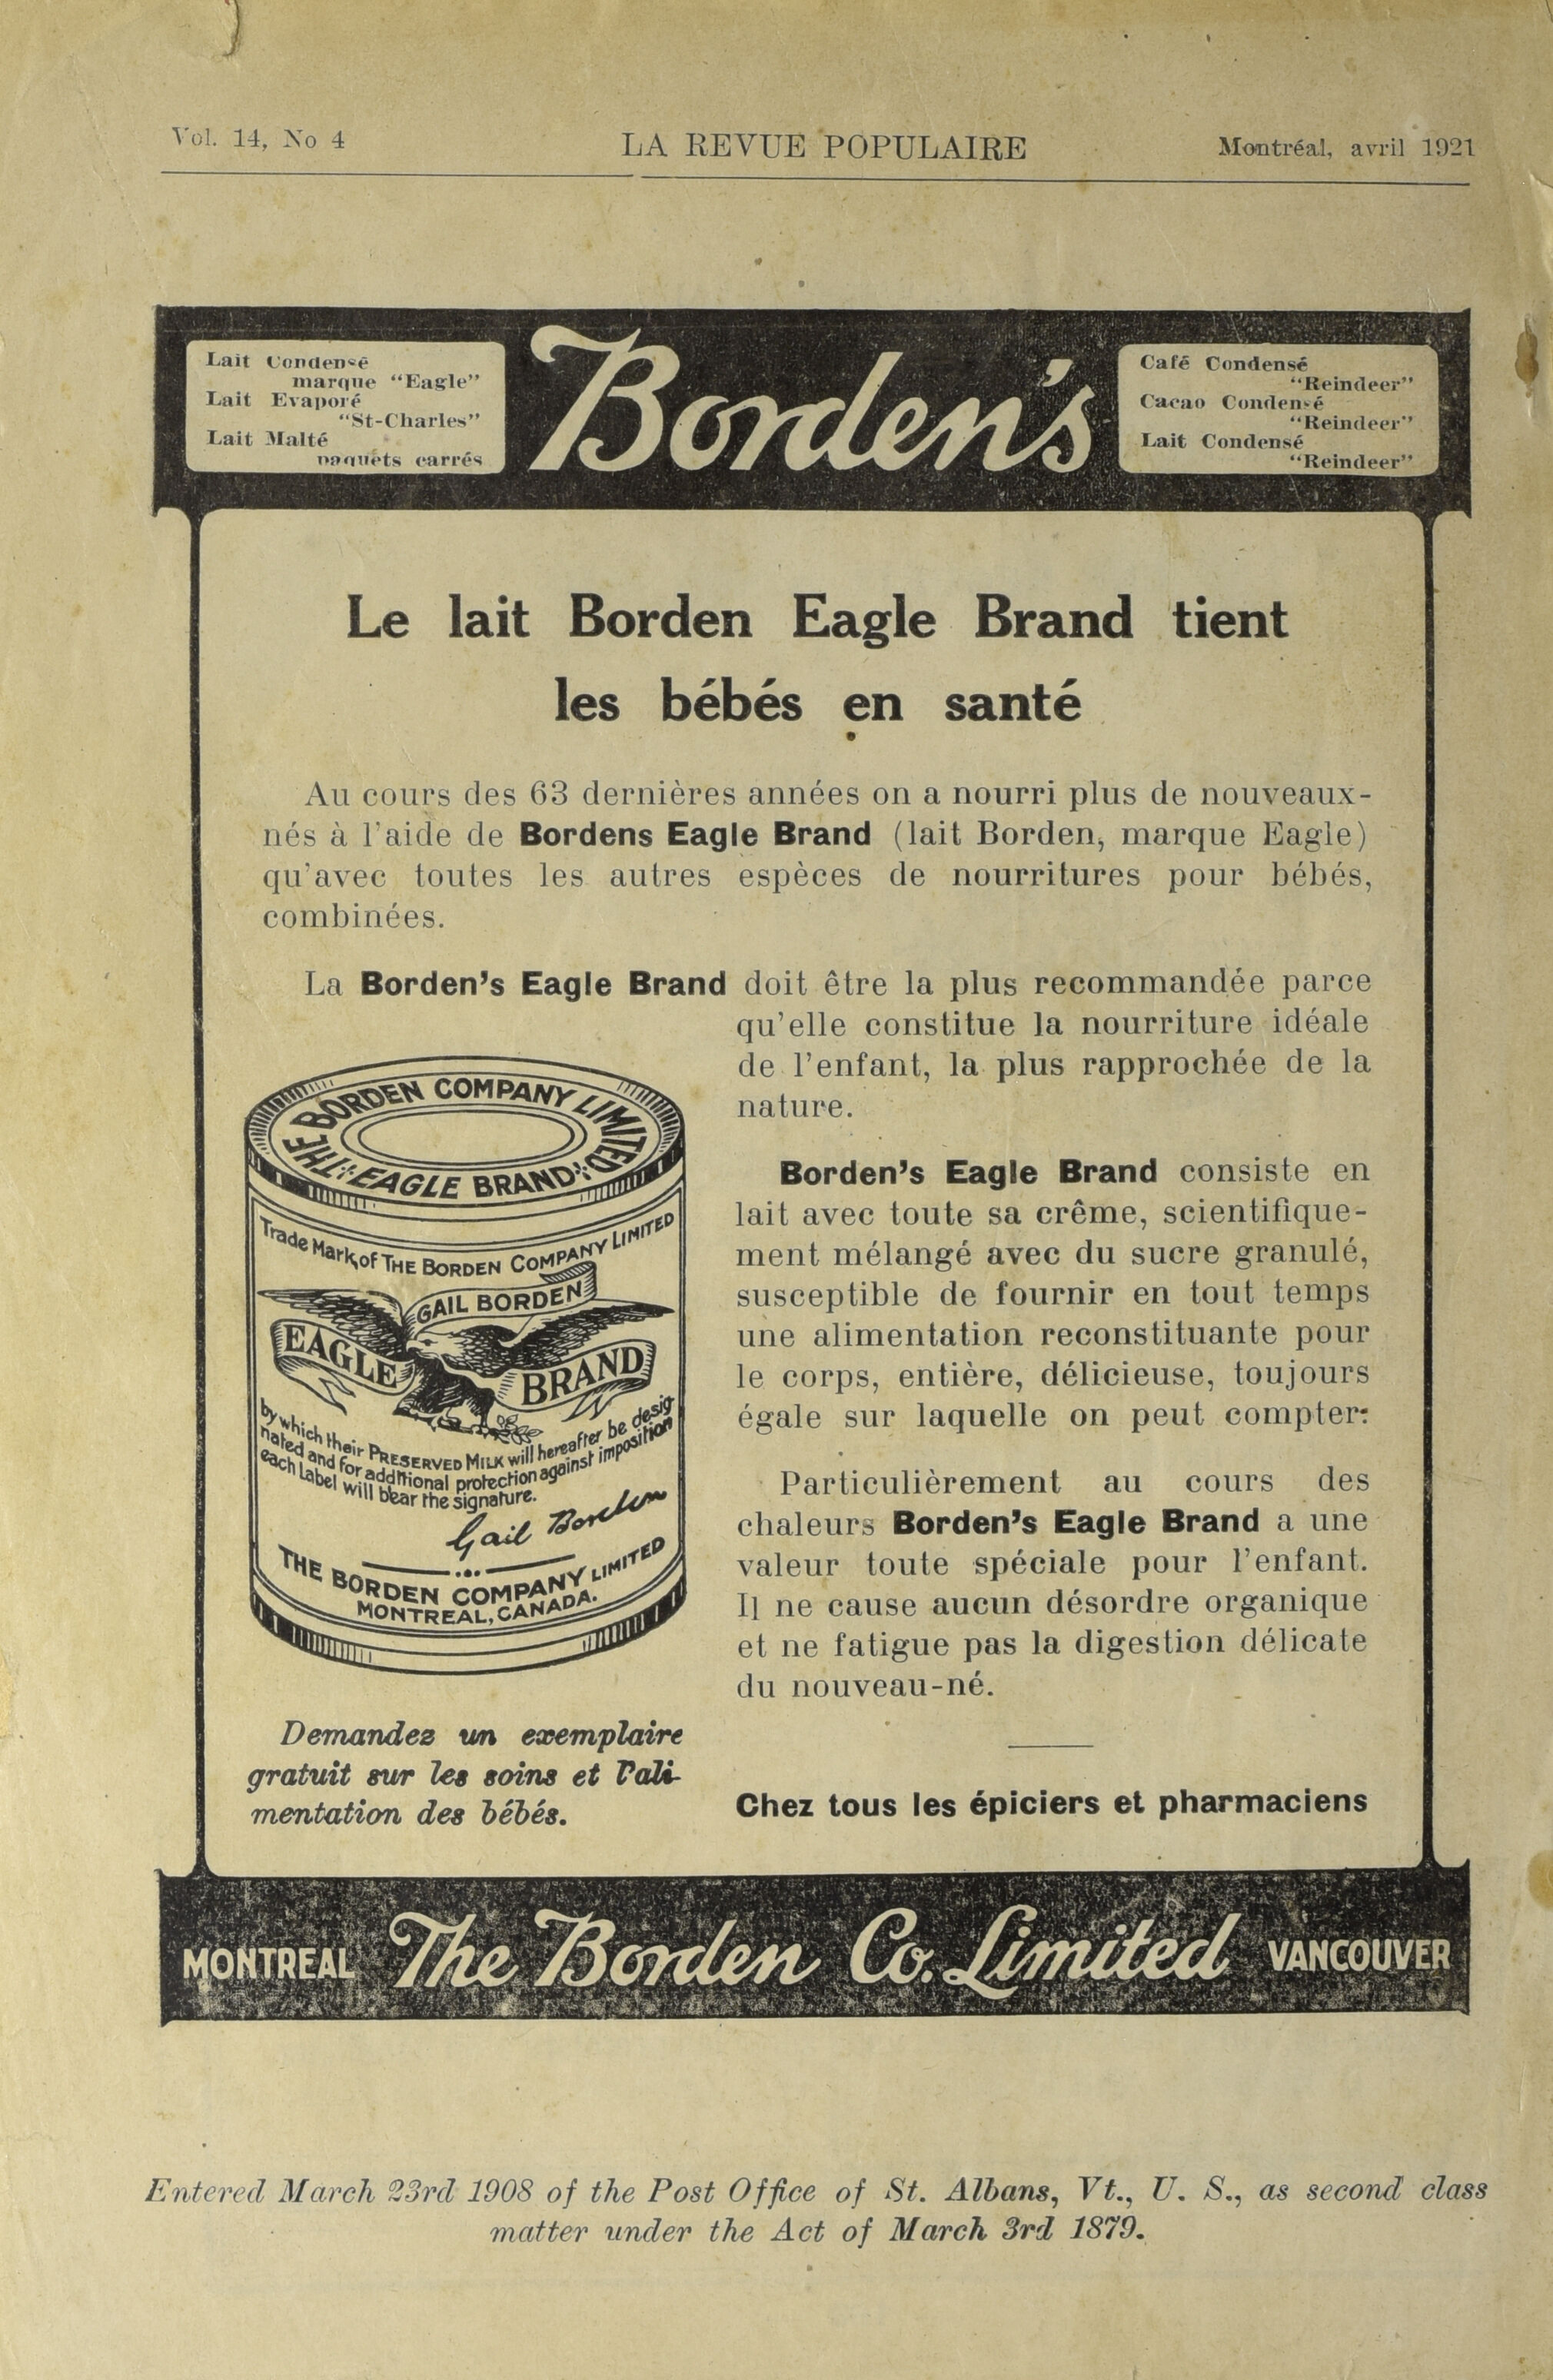 Vol. 14, No 4
LA REVUE POPULAIRE
Montréal, avril 1921
Lait Condensé
marque "Eagle"
Lait Evaporé
"St-Charles"
Lait Malté
paquets carrés
Borden's
Café Condensé
"Reindeer"
Cacao Condensé
"Reindeer"
Lait Condensé
"Reindeer"
Le lait Borden Eagle Brand tient
les bébés en santé
Au cours des 63 dernières années on a nourri plus de nouveaux-
nés à l'aide de Bordens Eagle Brand (lait Borden, marque Eagle)
qu'avec toutes les autres espèces de nourritures pour bébés,
combinées.
La Borden's Eagle Brand doit être la plus recommandée parce
qu'elle constitue la nourriture idéale
de l'enfant, la plus rapprochée de la
nature.
Borden's Eagle Brand consiste en
lait avec toute sa crême, scientifique-
ment mélangé avec du sucre granulé,
susceptible de fournir en tout temps
une alimentation reconstituante pour
le corps, entière, délicieuse, toujours
égale sur laquelle on peut compter:
Particulièrement au cours des
chaleurs Borden's Eagle Brand a une
valeur toute spéciale pour l'enfant.
Il ne cause aucun désordre organique
et ne fatigue pas la digestion délicate
du nouveau-né.
Chez tous les épiciers et pharmaciens
THE BORDEN COMPANY LIMITED
EAGLE BRAND
Trade Mark of THE BORDEN COMPANY LIMITED
GAIL BORDEN
EAGLE BRAND
by which their PRESERVED MILK will hereafter be desig
nated and for additional protection against imposition
each Label will bear the signature.
Gail Borden
THE BORDEN COMPANY LIMITED
MONTREAL, CANADA.
Demandez un exemplaire
gratuit sur les soins et l'ali-
mentation des bébés.
MONTREAL The Borden Co. Limited VANCOUVER
Entered March 23rd 1908 of the Post Office of St. Albans, Vt., U. S., as second class
matter under the Act of March 3rd 1879.